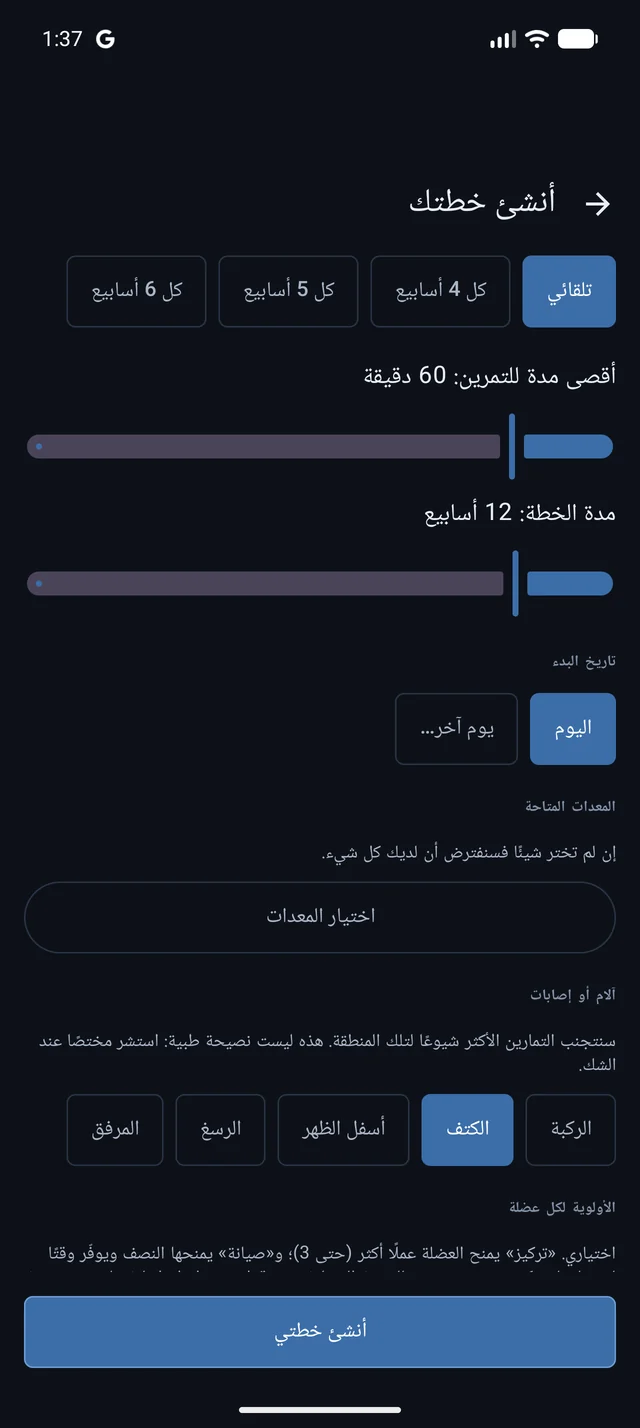 1:37
أنشئ خطتك
تلقائي
كل 4 أسابيع
كل 5 أسابيع
كل 6 أسابيع
أقصى مدة للتمرين: 60 دقيقة
مدة الخطة: 12 أسابيع
تاريخ البدء
اليوم
يوم آخر...
المعدات المتاحة
إن لم تختر شيئًا فسنفترض أن لديك كل شيء.
اختيار المعدات
آلام أو إصابات
سنتجنب التمارين الأكثر شيوعًا لتلك المنطقة. هذه ليست نصيحة طبية: استشر مختصًا عند
الشك.
الركبة
الكتف
أسفل الظهر
الرسغ
المرفق
الأولوية لكل عضلة
اختياري. «تركيز» يمنح العضلة عملًا أكثر (حتى 3)؛ و«صيانة» يمنحها النصف ويوفّر وقتًا
أنشئ خطتي